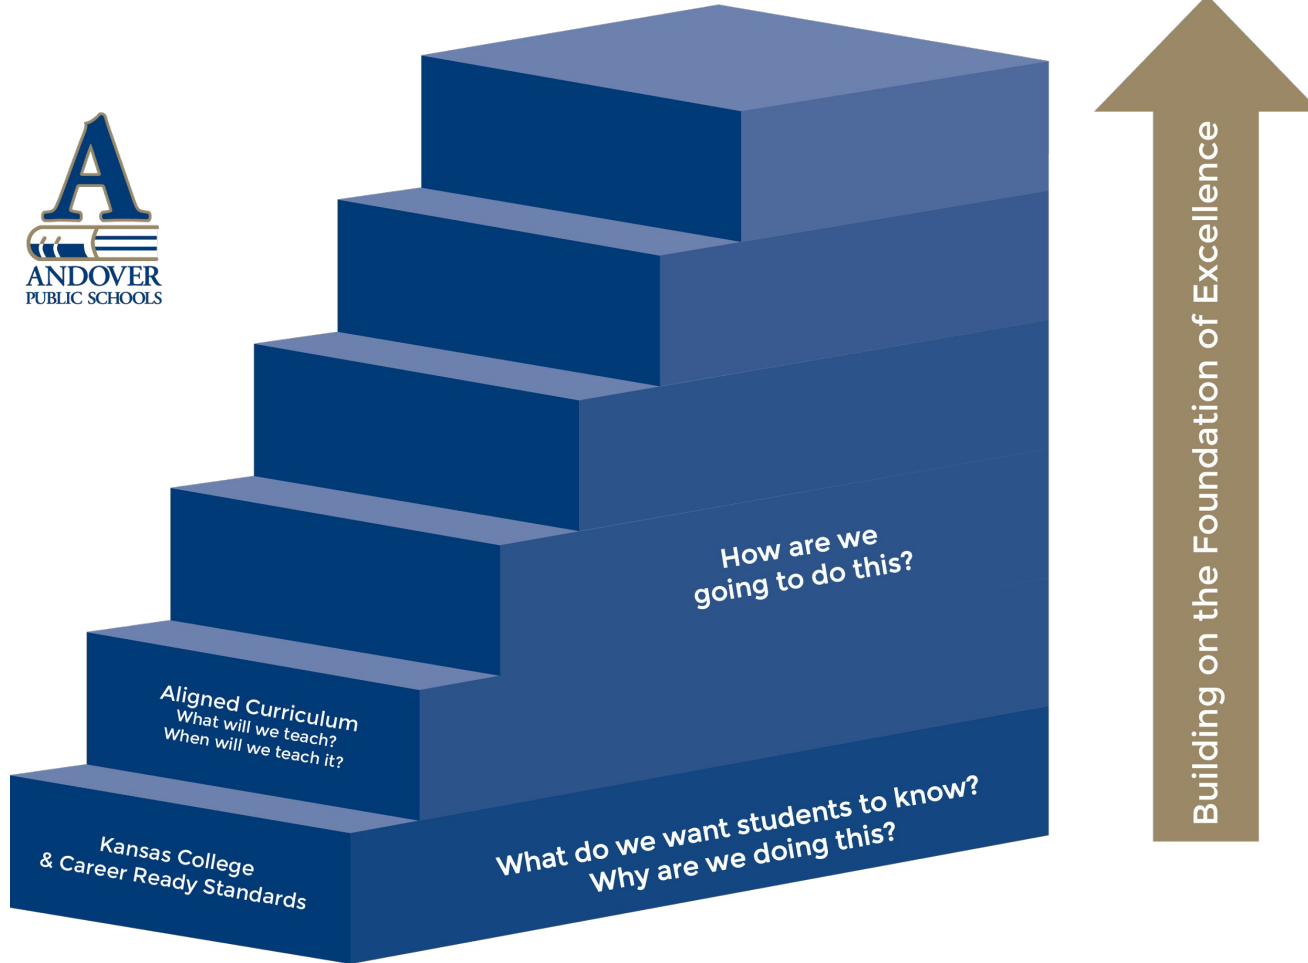 A
ANDOVER
PUBLIC SCHOOLS
Building on the Foundation of Excellence
How are we
going to do this?
Aligned Curriculum
What will we teach?
When will we teach it?
What do we want students to know?
Why are we doing this?
Kansas College
& Career Ready Standards